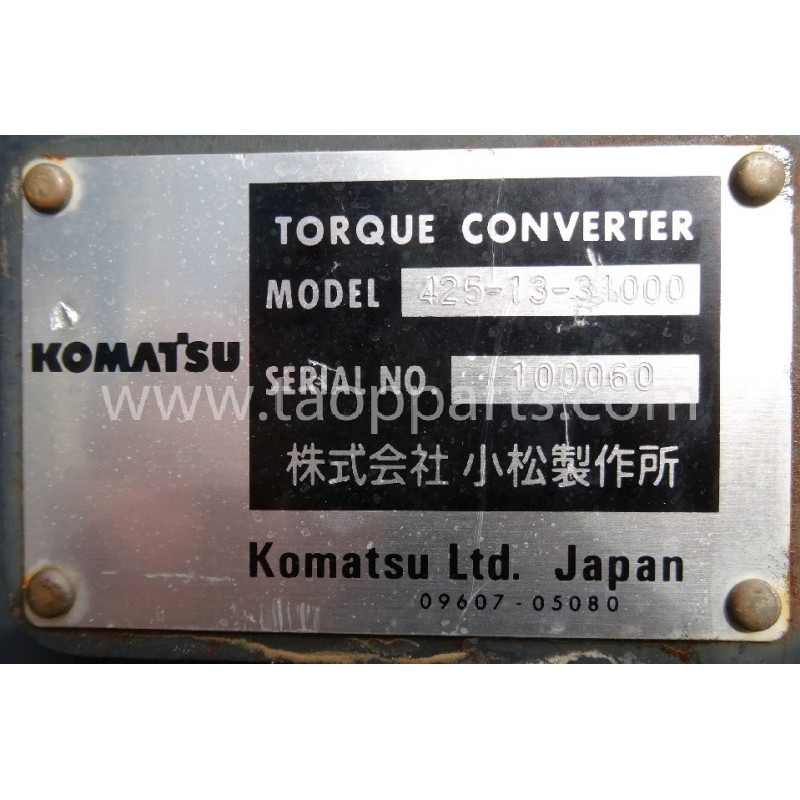 TORQUE CONVERTER
MODEL 425-13-31000
KOMATSU
SERIAL NO. 100060
www.taopparts.com
株式会社 小松製作所
Komatsu Ltd. Japan
09607-05080